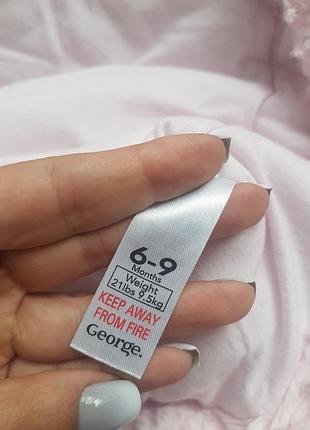 6-9
Months
Weight
21lbs 9.5kg
KEEP AWAY
FROM FIRE
George.